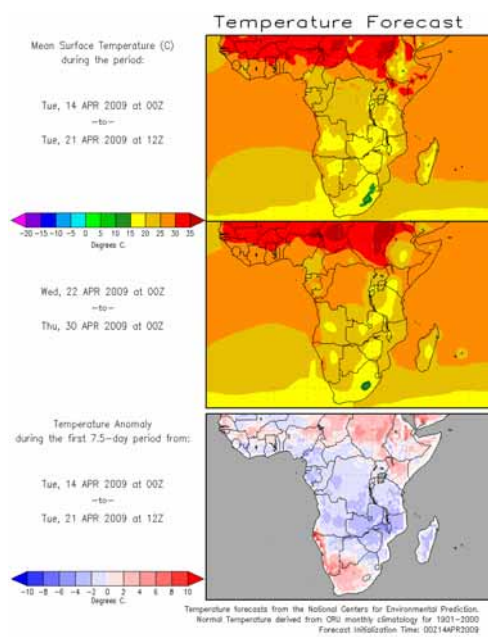 Temperature Forecast
Mean Surface Temperature (C)
during the period:
Tue, 14 APR 2009 at 00Z
—to—
Tue, 21 APR 2009 at 12Z
-20 -15 -10 -5 0 5 10 15 20 25 30 35
Degrees C.
Wed, 22 APR 2009 at 00Z
—to—
Thu, 30 APR 2009 at 00Z
Temperature Anomaly
during the first 7.5-day period from:
Tue, 14 APR 2009 at 00Z
—to—
Tue, 21 APR 2009 at 12Z
-10 -8 -6 -4 -2 0 2 4 6 8 10
Degrees C.
Temperature forecasts from the National Centers for Environmental Prediction.
Normal Temperature derived from CRU monthly climatology for 1901-2000
Forecast Initialization Time: 00Z14APR2009